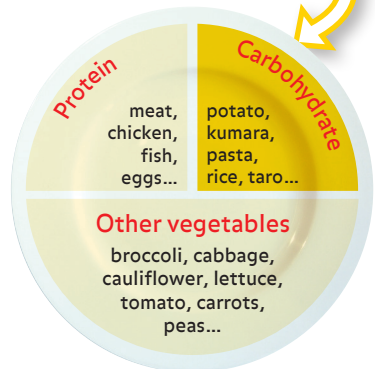 Protein
meat,
chicken,
fish,
eggs...
Carbohydrate
potato,
kumara,
pasta,
rice, taro...
Other vegetables
broccoli, cabbage,
cauliflower, lettuce,
tomato, carrots,
peas...